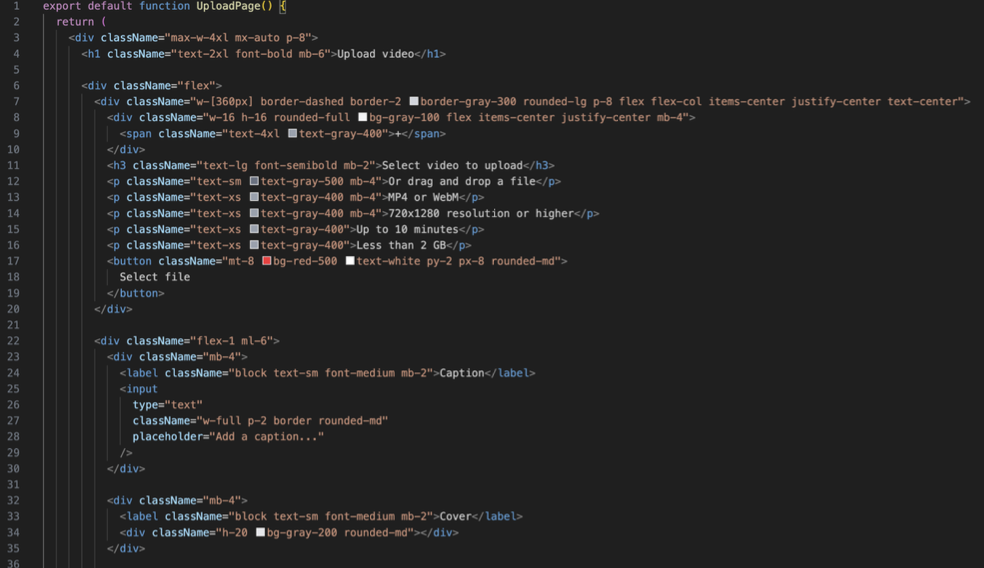 1 export default function UploadPage() {
2 return (
3 <div className="max-w-4xl mx-auto p-8">
4 <h1 className="text-2xl font-bold mb-6">Upload video</h1>
5
6 <div className="flex">
7 <div className="w-[360px] border-dashed border-2 border-gray-300 rounded-lg p-8 flex flex-col items-center justify-center text-center">
8 <div className="w-16 h-16 rounded-full bg-gray-100 flex items-center justify-center mb-4">
9 <span className="text-4xl text-gray-400">+</span>
10 </div>
11 <h3 className="text-lg font-semibold mb-2">Select video to upload</h3>
12 <p className="text-sm text-gray-500 mb-4">Or drag and drop a file</p>
13 <p className="text-xs text-gray-400 mb-4">MP4 or WebM</p>
14 <p className="text-xs text-gray-400 mb-4">720x1280 resolution or higher</p>
15 <p className="text-xs text-gray-400">Up to 10 minutes</p>
16 <p className="text-xs text-gray-400">Less than 2 GB</p>
17 <button className="mt-8 bg-red-500 text-white py-2 px-8 rounded-md">
18 Select file
19 </button>
20 </div>
21
22 <div className="flex-1 ml-6">
23 <div className="mb-4">
24 <label className="block text-sm font-medium mb-2">Caption</label>
25 <input
26 type="text"
27 className="w-full p-2 border rounded-md"
28 placeholder="Add a caption..."
29 />
30 </div>
31
32 <div className="mb-4">
33 <label className="block text-sm font-medium mb-2">Cover</label>
34 <div className="h-20 bg-gray-200 rounded-md"></div>
35 </div>
36